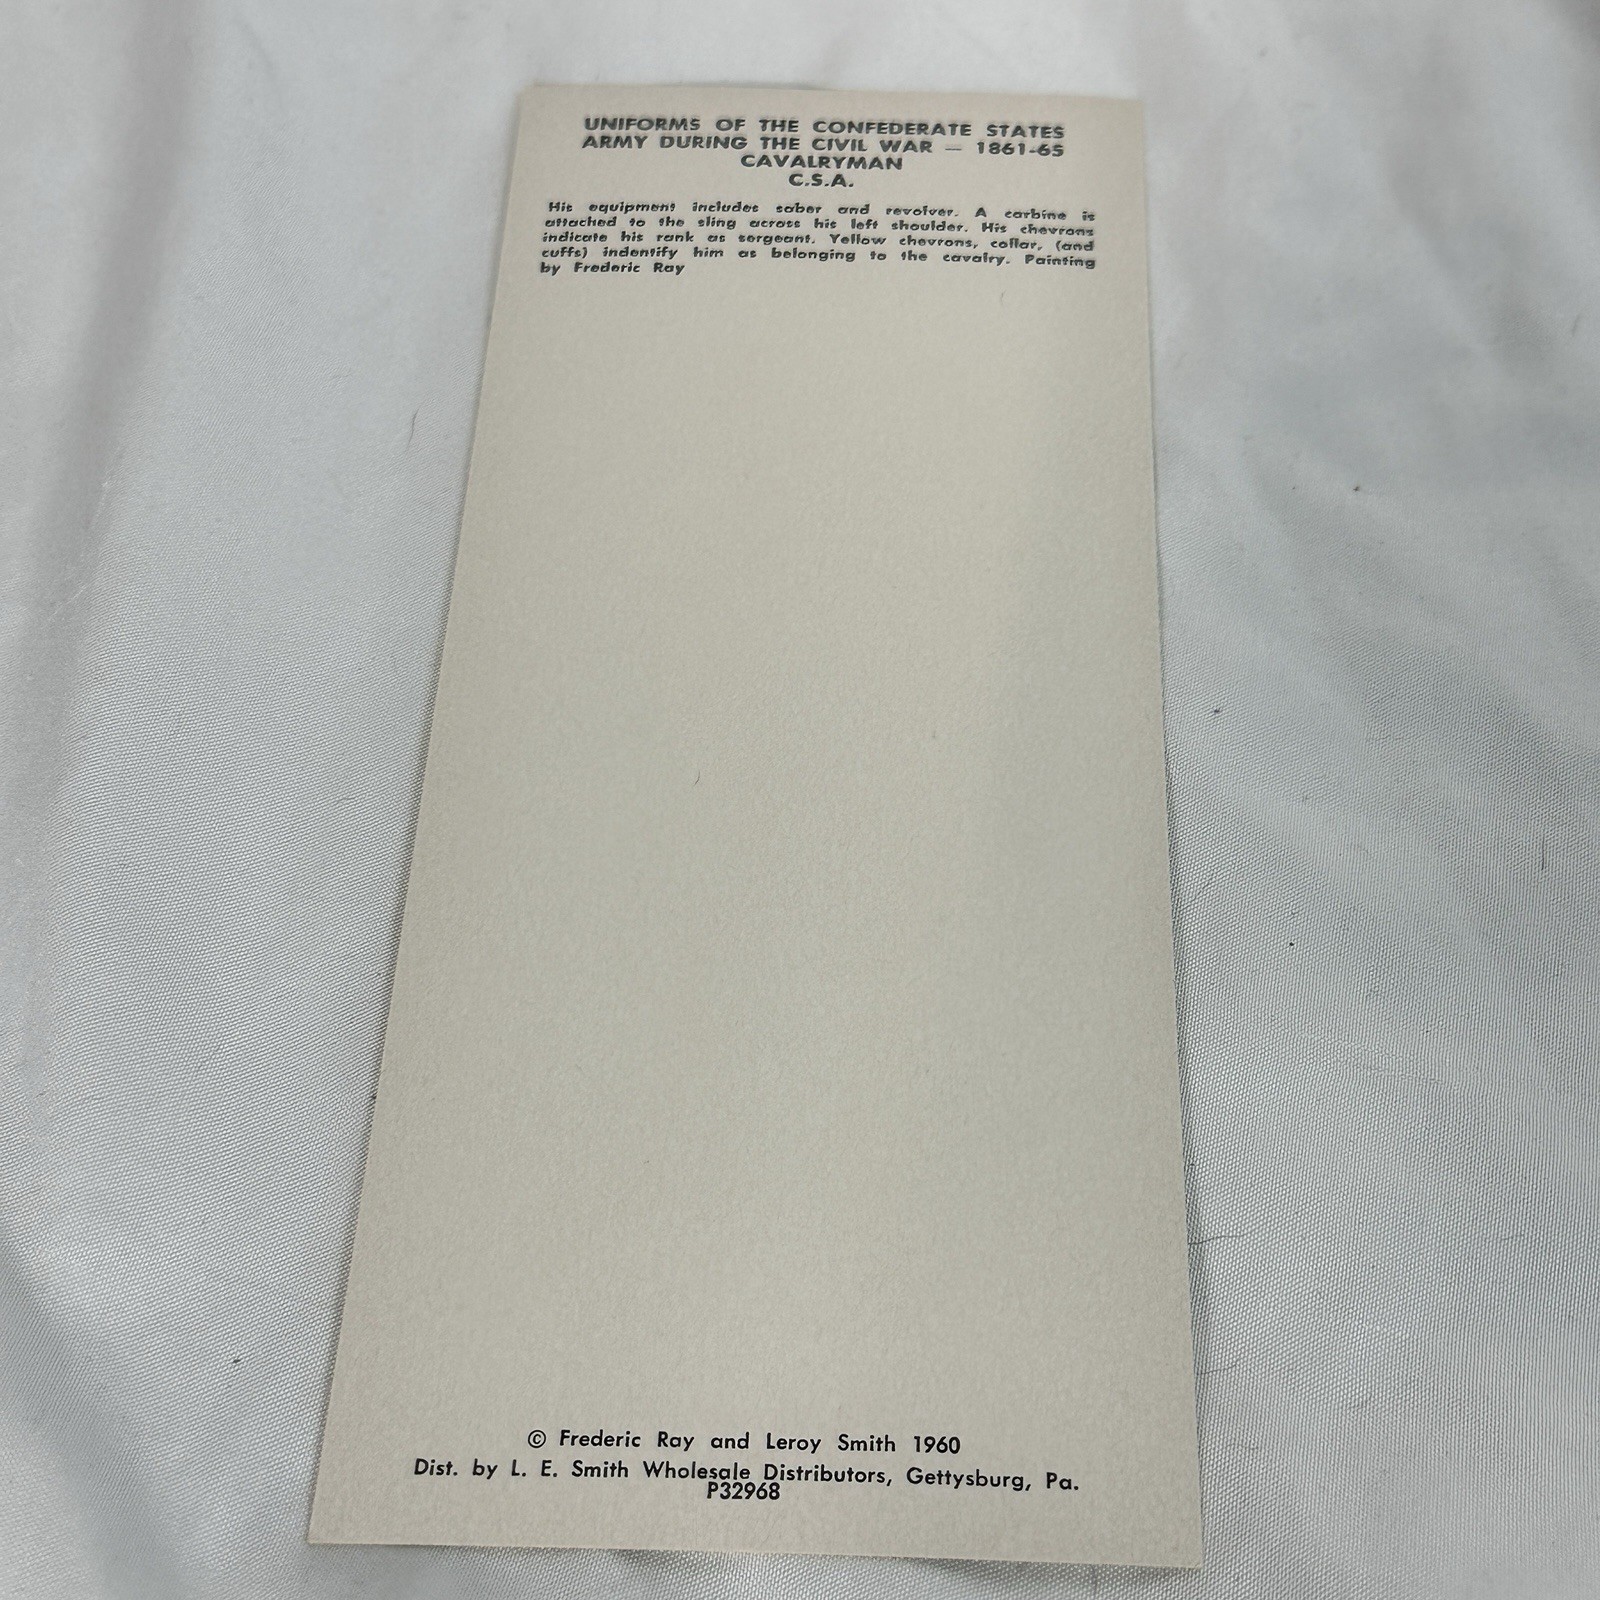 UNIFORMS OF THE CONFEDERATE STATES
ARMY DURING THE CIVIL WAR — 1861-65
CAVALRYMAN
C.S.A.
His equipment includes saber and revolver. A carbine is
attached to the sling across his left shoulder. His chevrons
indicate his rank as sergeant. Yellow chevrons, collar, (and
cuffs) indentify him as belonging to the cavalry. Painting
by Frederic Ray
© Frederic Ray and Leroy Smith 1960
Dist. by L. E. Smith Wholesale Distributors, Gettysburg, Pa.
P32968